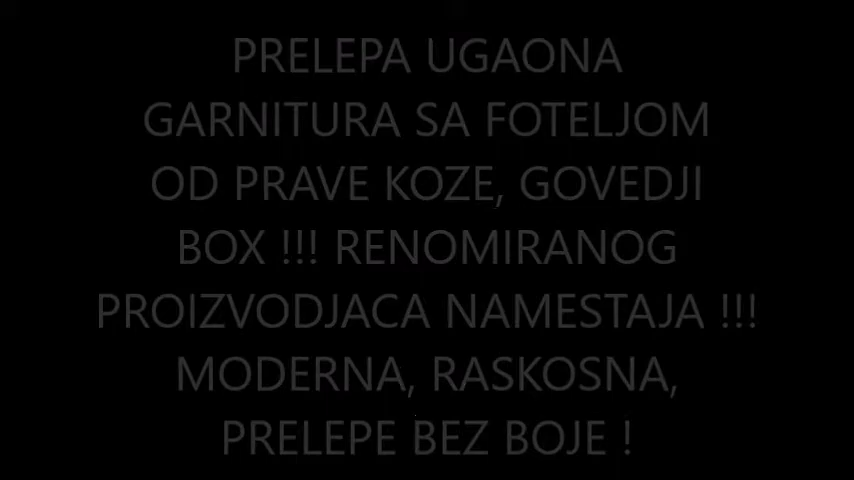 PRELEPA UGAONA
GARNITURA SA FOTELJOM
OD PRAVE KOZE, GOVEDJI
BOX !!! RENOMIRANOG
PROIZVODJACA NAMESTAJA !!!
MODERNA, RASKOSNA,
PRELEPE BEZ BOJE !